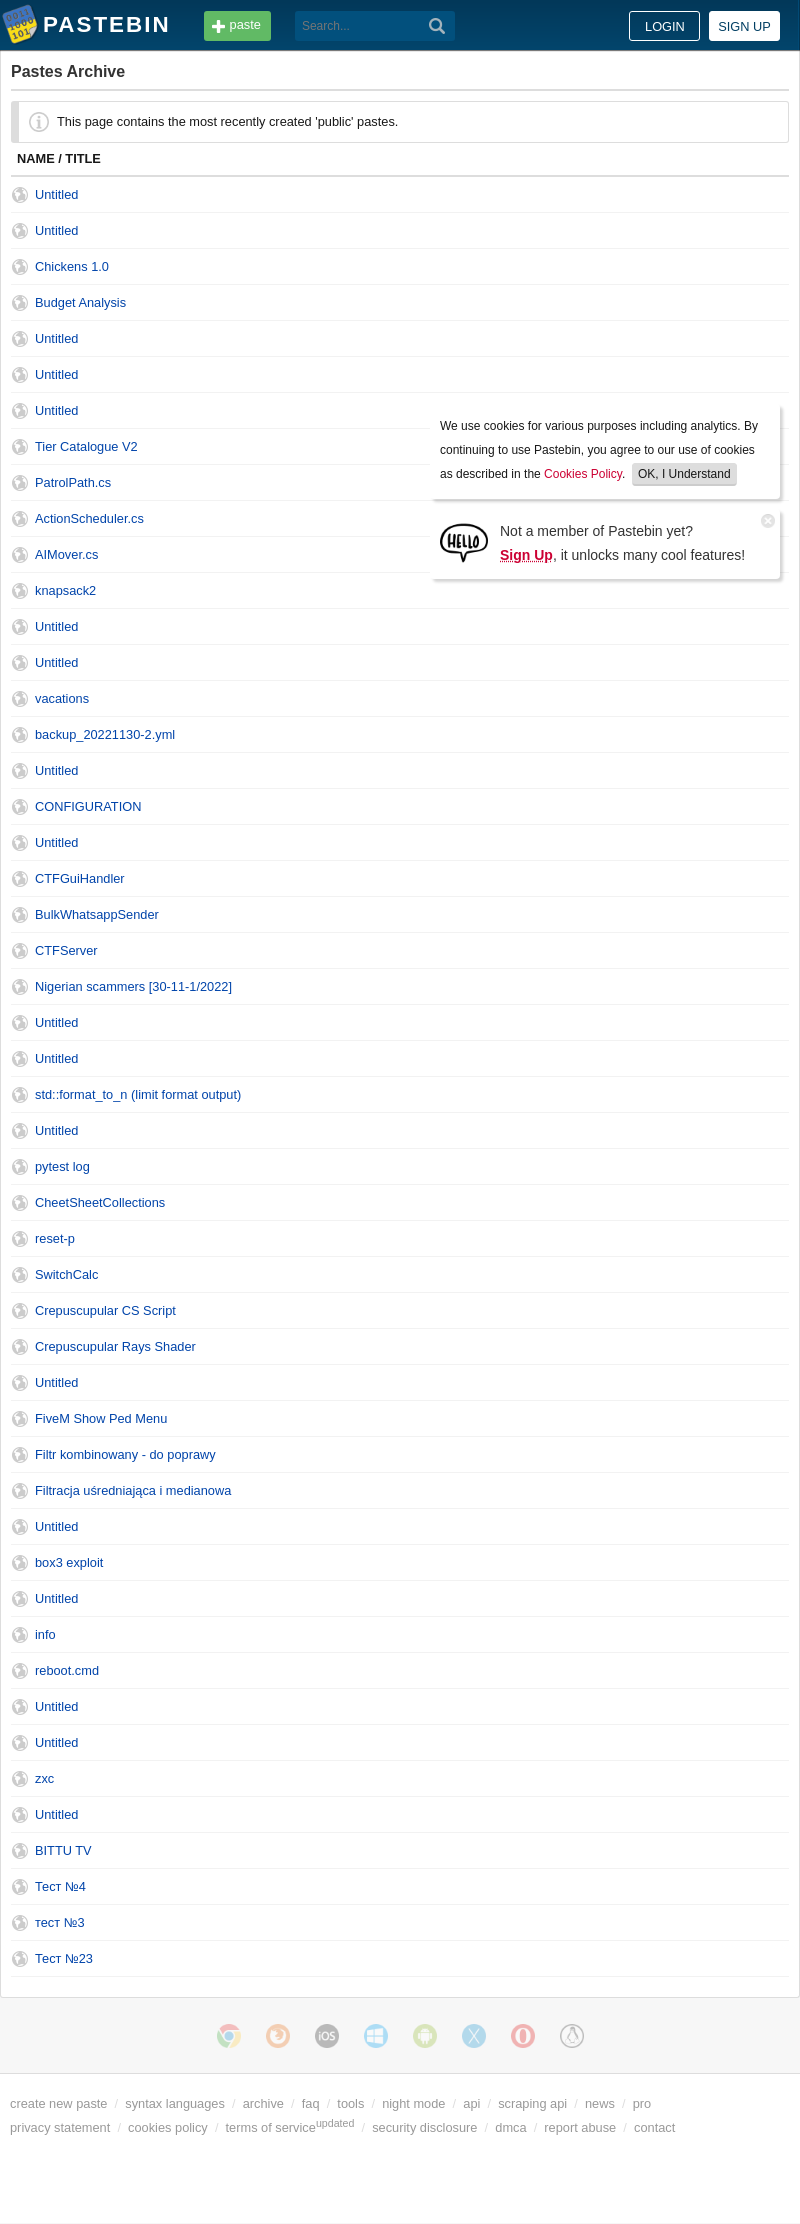 PASTEBIN paste Search... LOGIN SIGN UP
Pastes Archive
This page contains the most recently created 'public' pastes.
NAME / TITLE
Untitled
Untitled
Chickens 1.0
Budget Analysis
Untitled
Untitled
Untitled
Tier Catalogue V2
PatrolPath.cs
ActionScheduler.cs
AIMover.cs
knapsack2
Untitled
Untitled
vacations
backup_20221130-2.yml
Untitled
CONFIGURATION
Untitled
CTFGuiHandler
BulkWhatsappSender
CTFServer
Nigerian scammers [30-11-1/2022]
Untitled
Untitled
std::format_to_n (limit format output)
Untitled
pytest log
CheetSheetCollections
reset-p
SwitchCalc
Crepuscupular CS Script
Crepuscupular Rays Shader
Untitled
FiveM Show Ped Menu
Filtr kombinowany - do poprawy
Filtracja uśredniająca i medianowa
Untitled
box3 exploit
Untitled
info
reboot.cmd
Untitled
Untitled
zxc
Untitled
BITTU TV
Тест №4
тест №3
Тест №23
We use cookies for various purposes including analytics. By
continuing to use Pastebin, you agree to our use of cookies
as described in the Cookies Policy. OK, I Understand
HELLO
Not a member of Pastebin yet?
Sign Up, it unlocks many cool features!
iOS
create new paste / syntax languages / archive / faq / tools / night mode / api / scraping api / news / pro
privacy statement / cookies policy / terms of service updated / security disclosure / dmca / report abuse / contact